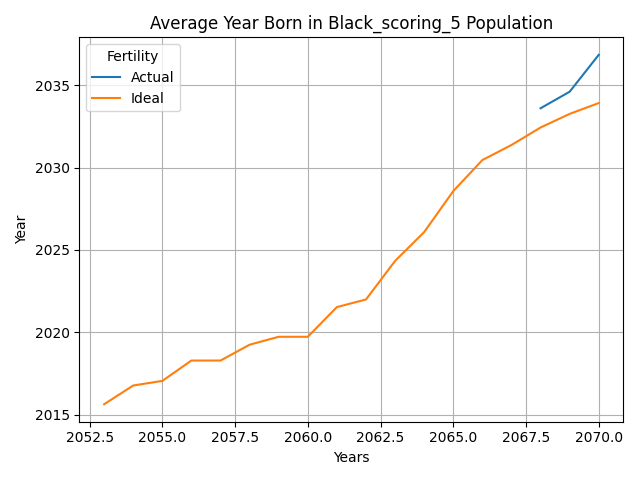 Average Year Born in Black_scoring_5 Population
Fertility
Actual
Ideal
2035
2030
2025
2020
2015
Year
2052.5 2055.0 2057.5 2060.0 2062.5 2065.0 2067.5 2070.0
Years